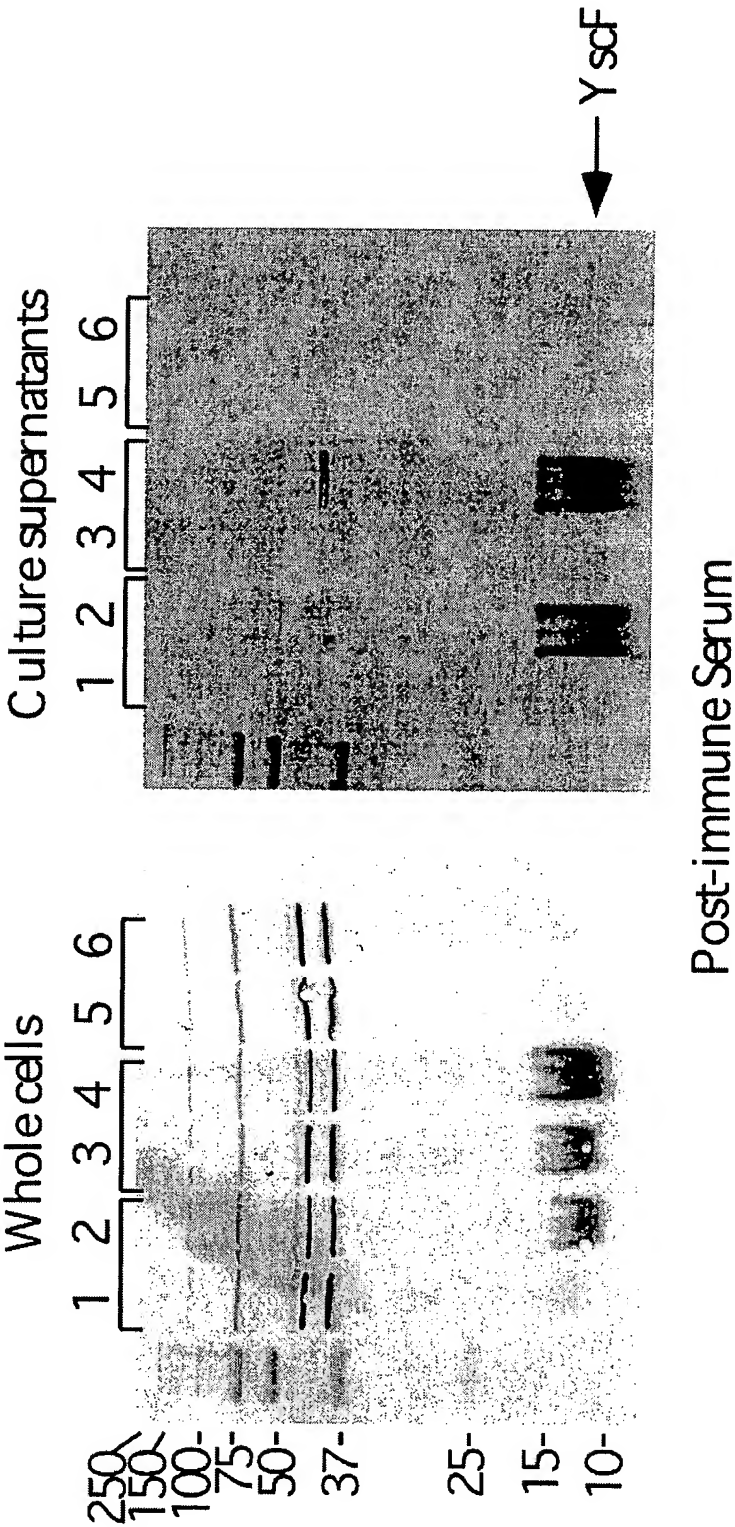 Whole cells
1 2 3 4 5 6
250
150
100-
75-
50-
37-
25-
15-
10-
Culture supernatants
1 2 3 4 5 6
YscF
Post-immune Serum